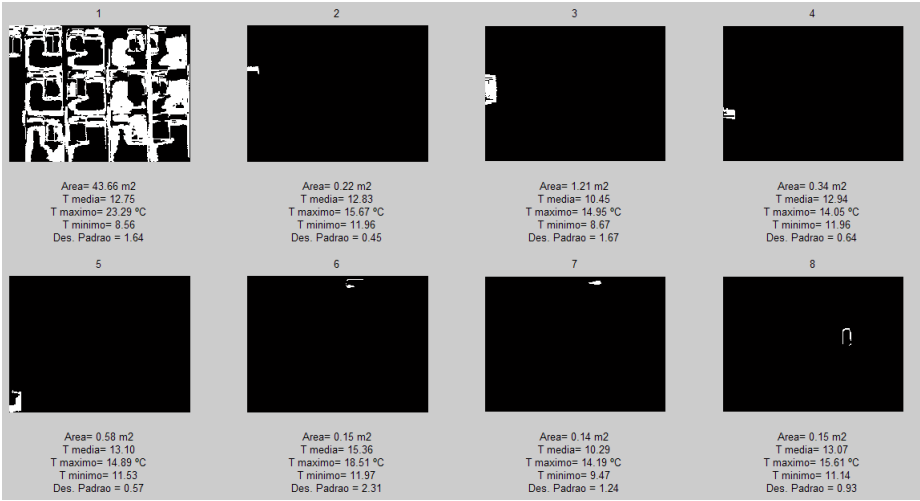 1
2
3
4
Area= 43.66 m2
T media= 12.75
T maximo= 23.29 ºC
T minimo= 8.56
Des. Padrao = 1.64
Area= 0.22 m2
T media= 12.83
T maximo= 15.67 ºC
T minimo= 11.96
Des. Padrao = 0.45
Area= 1.21 m2
T media= 10.45
T maximo= 14.95 ºC
T minimo= 8.67
Des. Padrao = 1.67
Area= 0.34 m2
T media= 12.94
T maximo= 14.05 ºC
T minimo= 11.96
Des. Padrao = 0.64
5
6
7
8
Area= 0.58 m2
T media= 13.10
T maximo= 14.89 ºC
T minimo= 11.53
Des. Padrao = 0.57
Area= 0.15 m2
T media= 15.36
T maximo= 18.51 ºC
T minimo= 11.97
Des. Padrao = 2.31
Area= 0.14 m2
T media= 10.29
T maximo= 14.19 ºC
T minimo= 9.47
Des. Padrao = 1.24
Area= 0.15 m2
T media= 13.07
T maximo= 15.61 ºC
T minimo= 11.14
Des. Padrao = 0.93